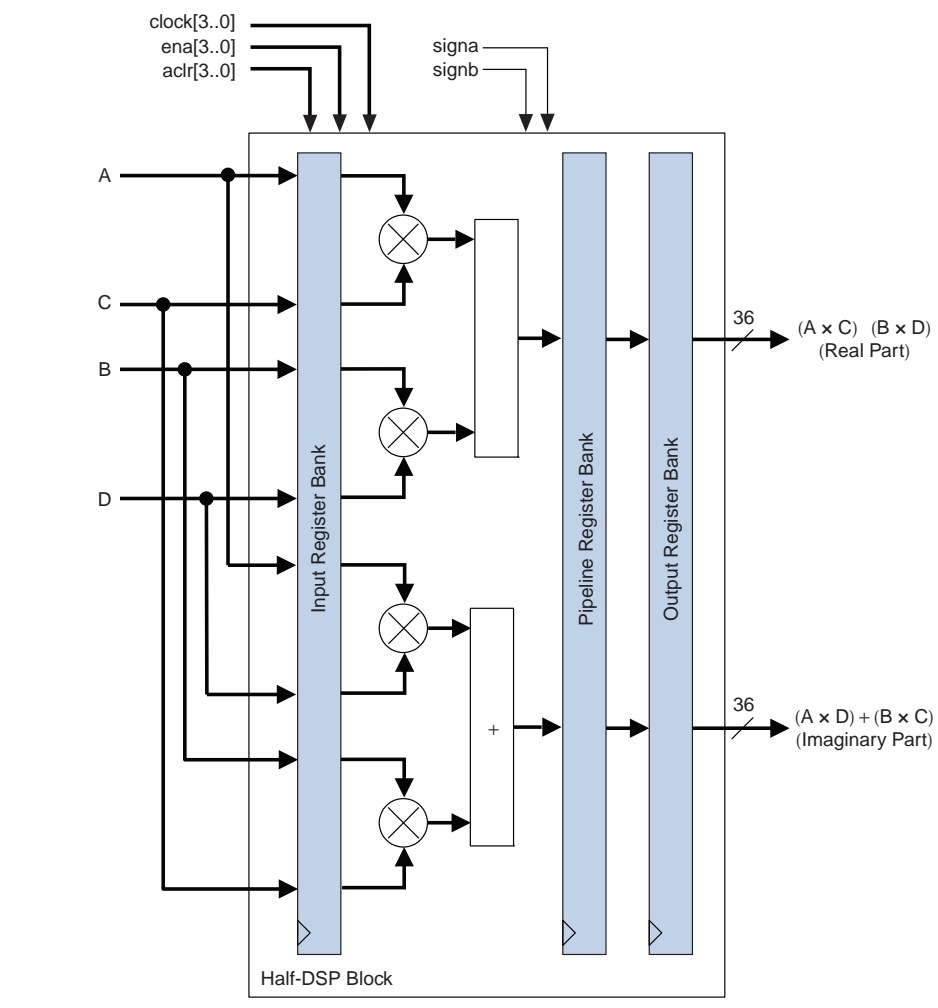 clock[3..0]
ena[3..0]
aclr[3..0]
signa
signb
A
C
B
D
Input Register Bank
Pipeline Register Bank
Output Register Bank
36
(A × C) (B × D)
(Real Part)
+
36
(A × D) + (B × C)
(Imaginary Part)
Half-DSP Block